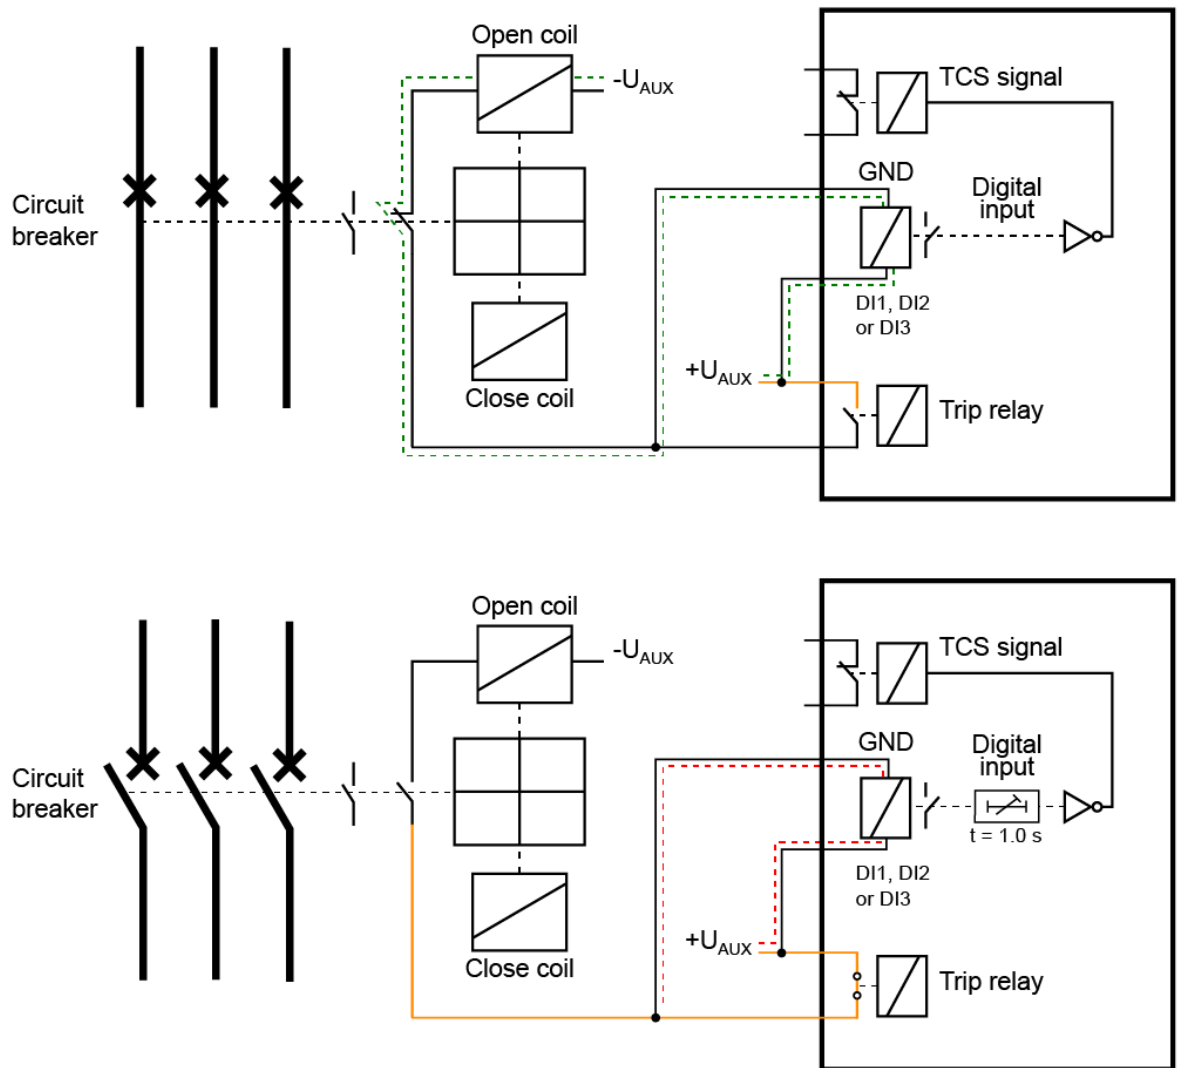 Open coil
-UAUX
TCS signal
GND
Digital
input
Circuit
breaker
DI1, DI2
or DI3
+UAUX
Close coil
Trip relay
Open coil
-UAUX
TCS signal
GND
Digital
input
Circuit
breaker
t = 1.0 s
DI1, DI2
or DI3
+UAUX
Close coil
Trip relay